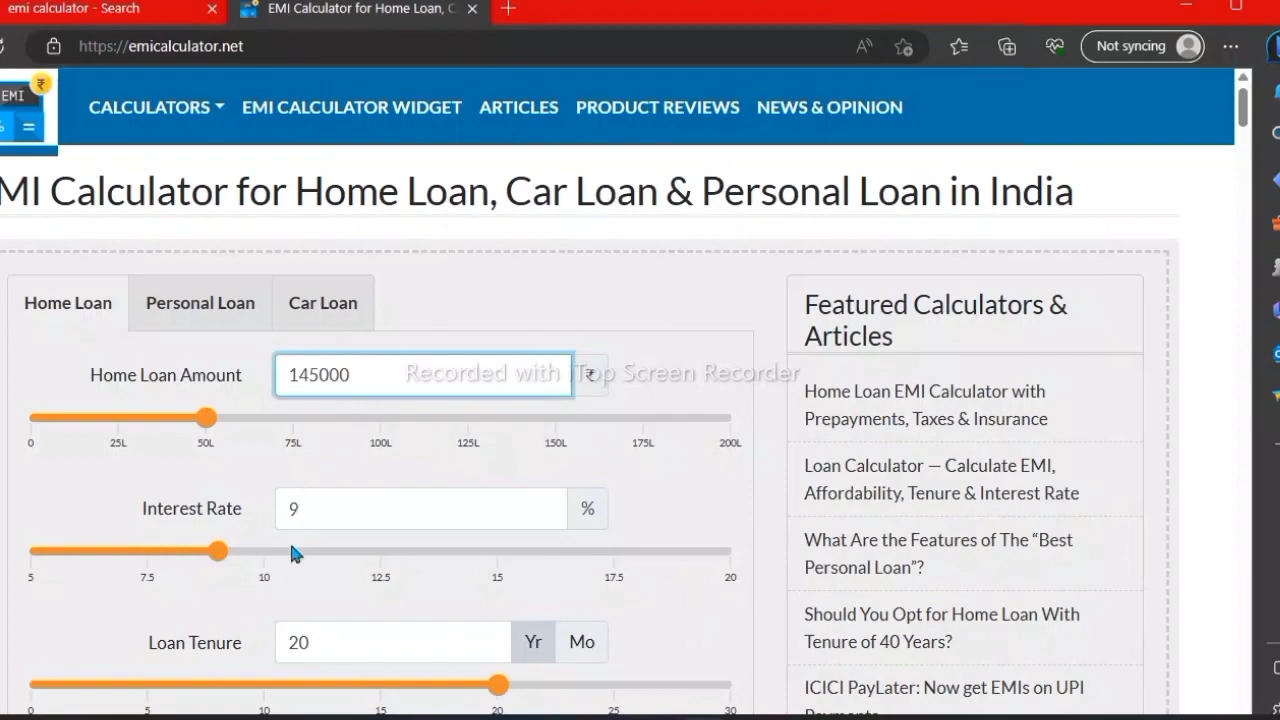 emi calculator - Search
EMI Calculator for Home Loan, C
https://emicalculator.net
Not syncing
EMI
₹
%
=
CALCULATORS
EMI CALCULATOR WIDGET
ARTICLES
PRODUCT REVIEWS
NEWS & OPINION
MI Calculator for Home Loan, Car Loan & Personal Loan in India
Home Loan
Personal Loan
Car Loan
Home Loan Amount
145000
₹
Recorded with iTop Screen Recorder
0 25L 50L 75L 100L 125L 150L 175L 200L
Interest Rate
9
%
5 7.5 10 12.5 15 17.5 20
Loan Tenure
20
Yr
Mo
0 5 10 15 20 25 30
Featured Calculators &
Articles
Home Loan EMI Calculator with
Prepayments, Taxes & Insurance
Loan Calculator — Calculate EMI,
Affordability, Tenure & Interest Rate
What Are the Features of The “Best
Personal Loan”?
Should You Opt for Home Loan With
Tenure of 40 Years?
ICICI PayLater: Now get EMIs on UPI
Payments